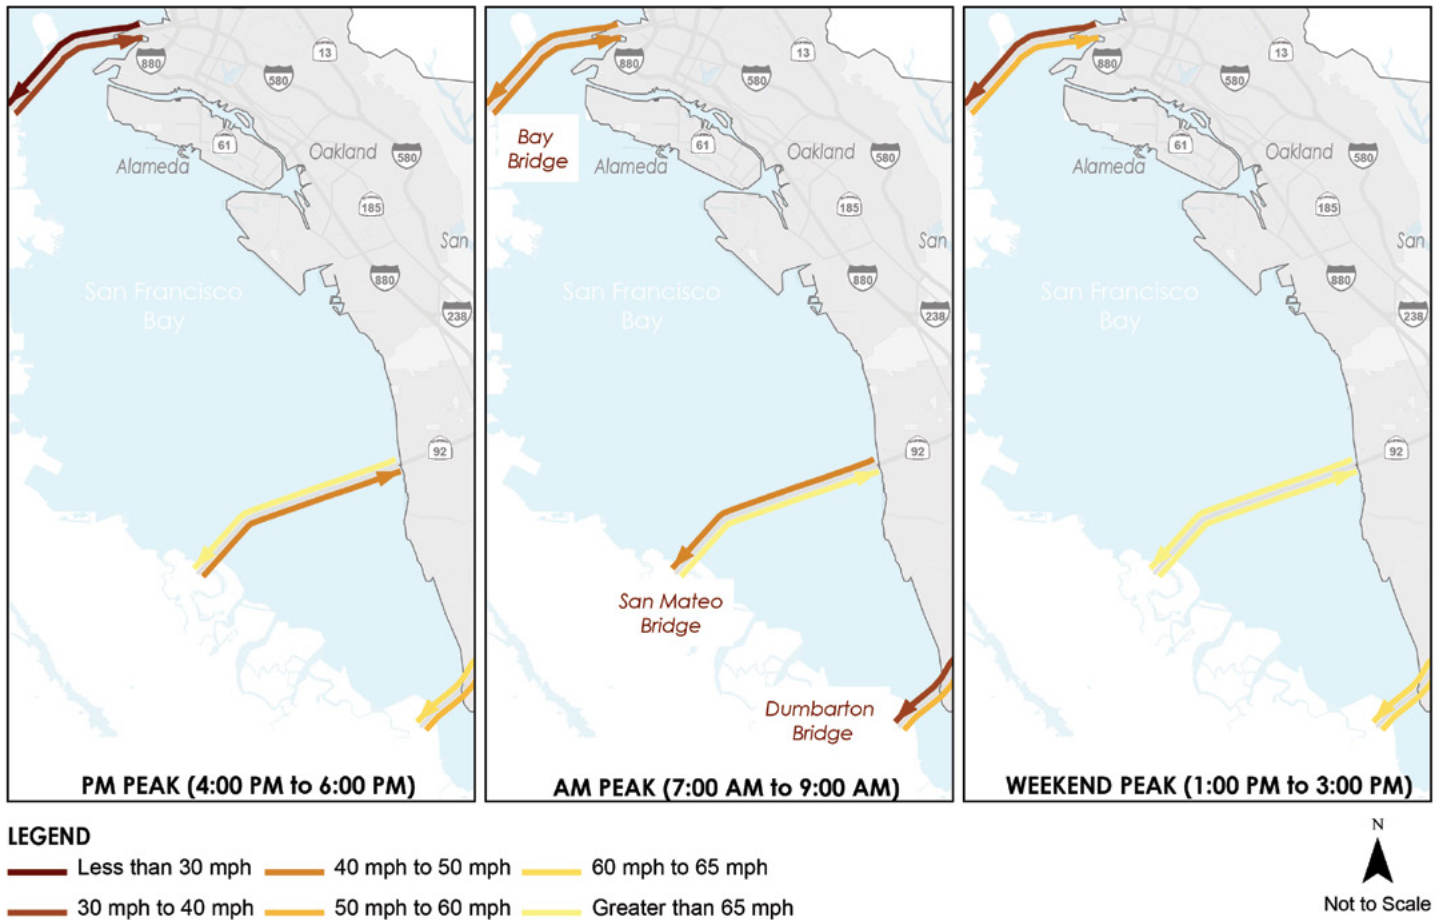 880
13
580
61
Oakland
580
Alameda
185
San
880
San Francisco
Bay
238
92
PM PEAK (4:00 PM to 6:00 PM)
880
13
580
Bay
Bridge
61
Oakland
580
Alameda
185
San
880
San Francisco
Bay
238
92
San Mateo
Bridge
Dumbarton
Bridge
AM PEAK (7:00 AM to 9:00 AM)
880
13
580
61
Oakland
580
Alameda
185
San
880
San Francisco
Bay
238
92
WEEKEND PEAK (1:00 PM to 3:00 PM)
LEGEND
Less than 30 mph
40 mph to 50 mph
60 mph to 65 mph
30 mph to 40 mph
50 mph to 60 mph
Greater than 65 mph
N
Not to Scale